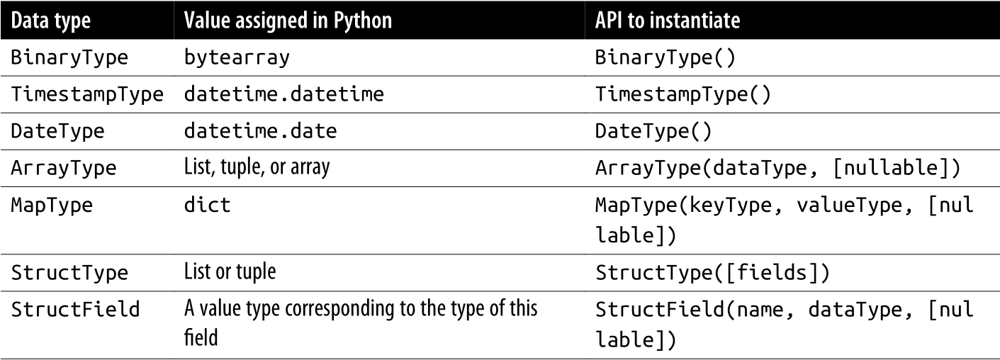 Data type Value assigned in Python API to instantiate
BinaryType bytearray BinaryType()
TimestampType datetime.datetime TimestampType()
DateType datetime.date DateType()
ArrayType List, tuple, or array ArrayType(dataType, [nullable])
MapType dict MapType(keyType, valueType, [nul
lable])
StructType List or tuple StructType([fields])
StructField A value type corresponding to the type of this StructField(name, dataType, [nul
field lable])